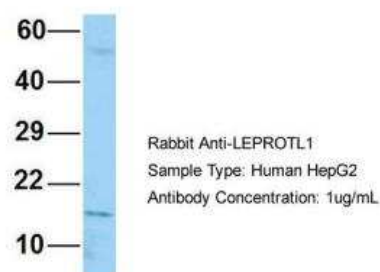 60
40
29
22
10
Rabbit Anti-LEPROTL1
Sample Type: Human HepG2
Antibody Concentration: 1ug/mL